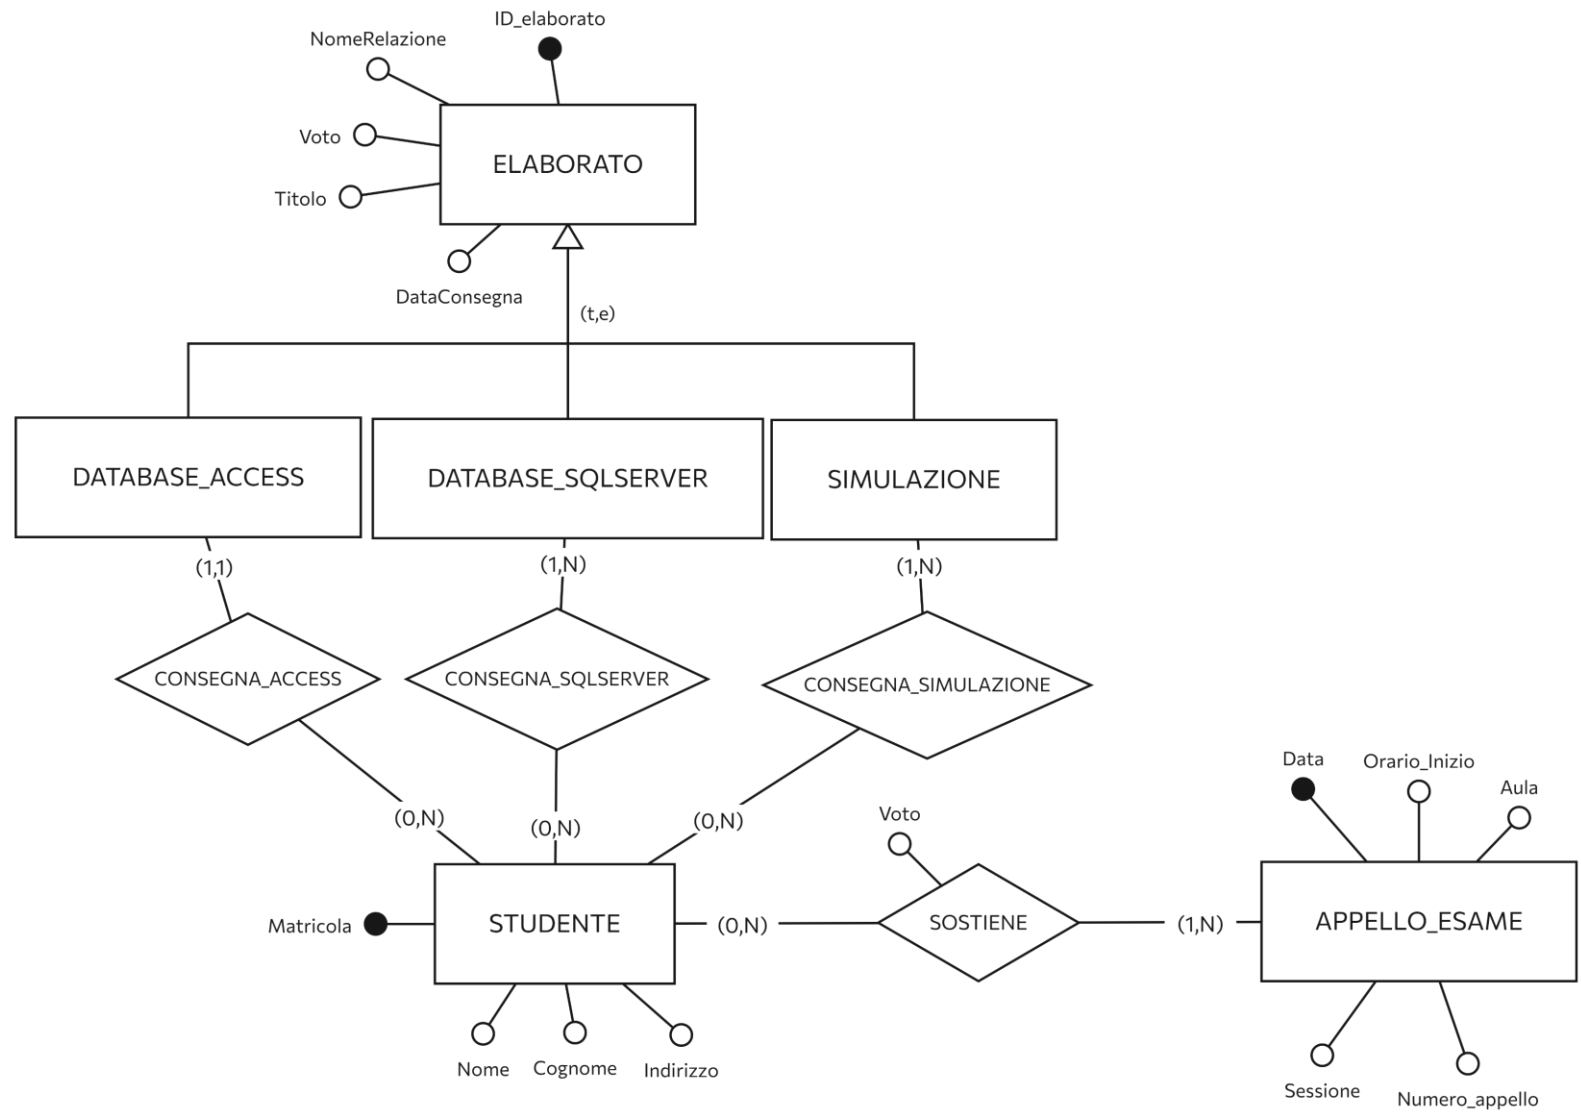 ID_elaborato
NomeRelazione
Voto
ELABORATO
Titolo
DataConsegna
(t,e)
DATABASE_ACCESS
DATABASE_SQLSERVER
SIMULAZIONE
(1,1)
(1,N)
(1,N)
CONSEGNA_ACCESS
CONSEGNA_SQLSERVER
CONSEGNA_SIMULAZIONE
(0,N)
(0,N)
(0,N)
Voto
Data
Orario_Inizio
Aula
Matricola
STUDENTE
(0,N)
SOSTIENE
(1,N)
APPELLO_ESAME
Nome
Cognome
Indirizzo
Sessione
Numero_appello